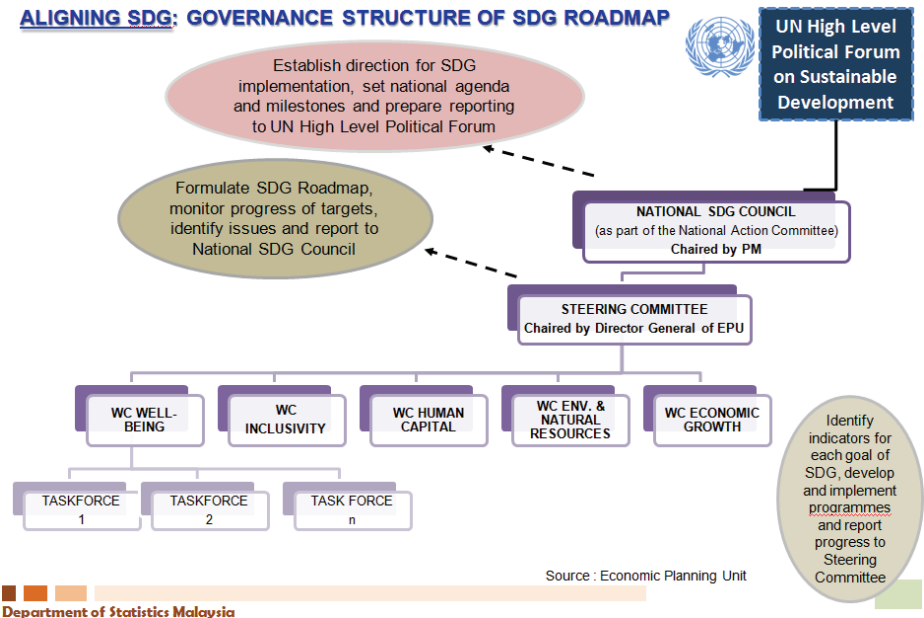 ALIGNING SDG: GOVERNANCE STRUCTURE OF SDG ROADMAP
UN High Level
Political Forum
on Sustainable
Development
Establish direction for SDG
implementation, set national agenda
and milestones and prepare reporting
to UN High Level Political Forum
Formulate SDG Roadmap,
monitor progress of targets,
identify issues and report to
National SDG Council
NATIONAL SDG COUNCIL
(as part of the National Action Committee)
Chaired by PM
STEERING COMMITTEE
Chaired by Director General of EPU
WC WELL-
BEING
WC
INCLUSIVITY
WC HUMAN
CAPITAL
WC ENV. &
NATURAL
RESOURCES
WC ECONOMIC
GROWTH
TASKFORCE
1
TASKFORCE
2
TASK FORCE
n
Identify
indicators for
each goal of
SDG, develop
and implement
programmes
and report
progress to
Steering
Committee
Source : Economic Planning Unit
Department of Statistics Malaysia